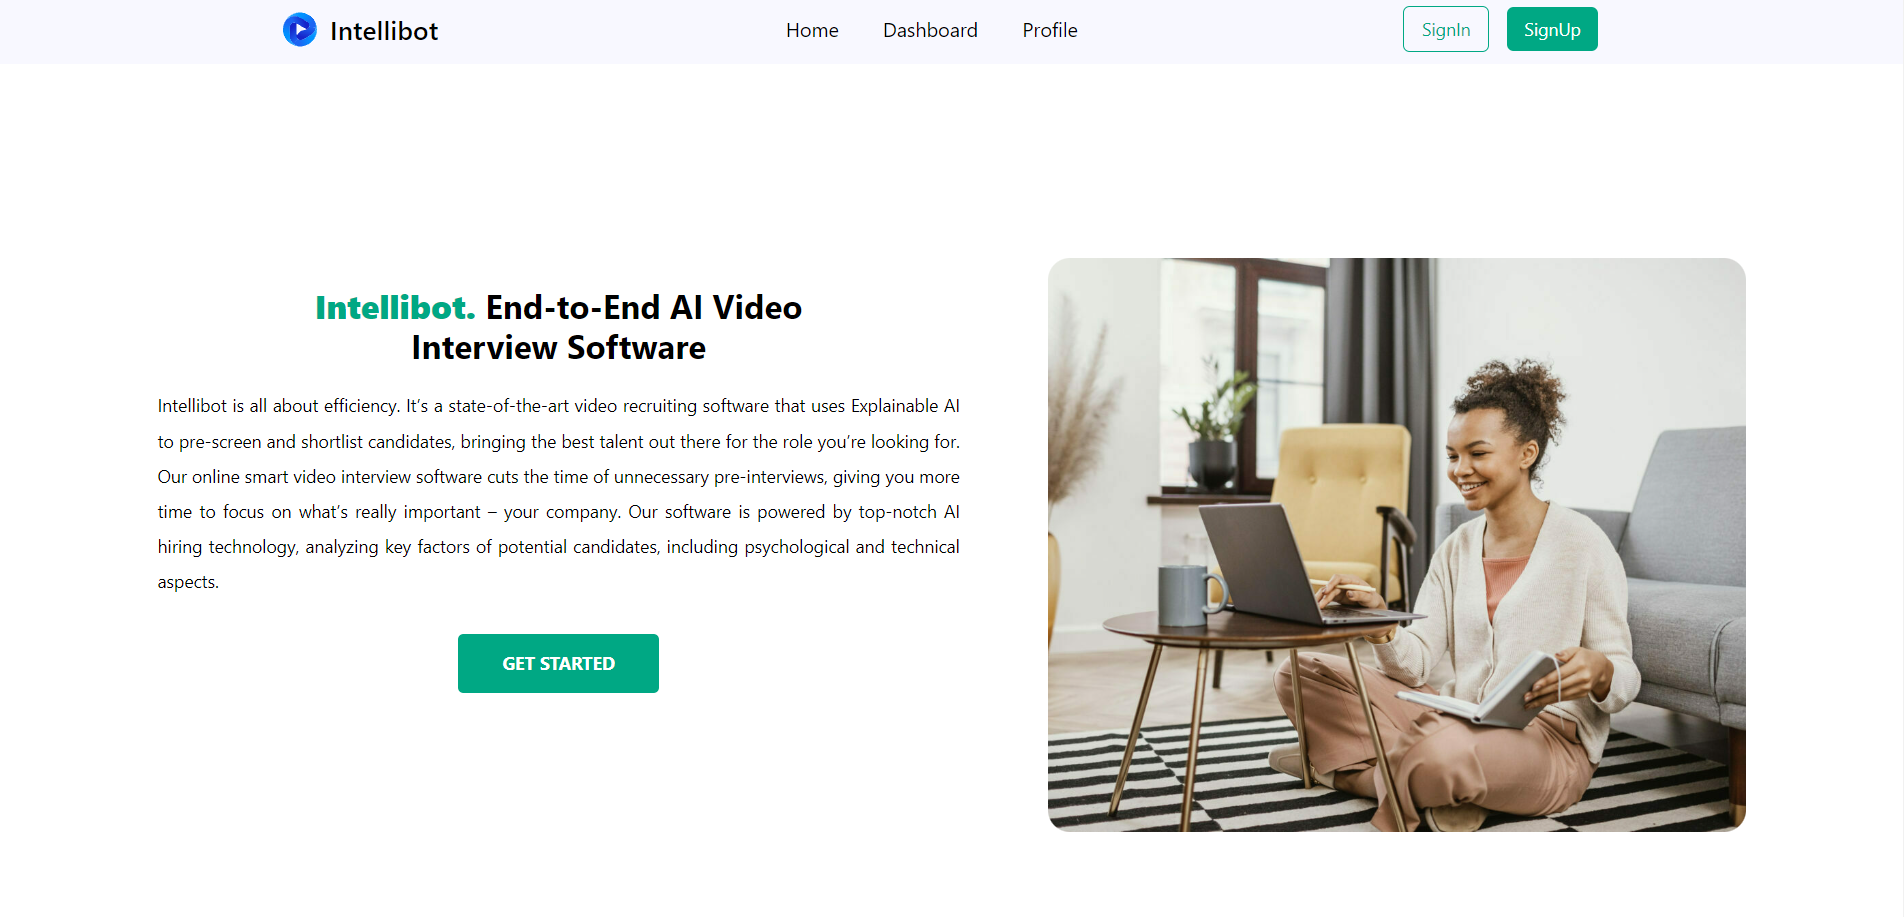 Intellibot
Home
Dashboard
Profile
SignIn
SignUp
Intellibot. End-to-End AI Video
Interview Software
Intellibot is all about efficiency. It’s a state-of-the-art video recruiting software that uses Explainable AI
to pre-screen and shortlist candidates, bringing the best talent out there for the role you’re looking for.
Our online smart video interview software cuts the time of unnecessary pre-interviews, giving you more
time to focus on what’s really important – your company. Our software is powered by top-notch AI
hiring technology, analyzing key factors of potential candidates, including psychological and technical
aspects.
GET STARTED